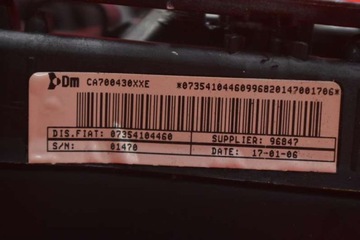 Dm CA700430XXE *07354104460996820147001706*
DIS.FIAT: 07354104460 SUPPLIER: 96847
S/N: 01470 DATE: 17-01-06